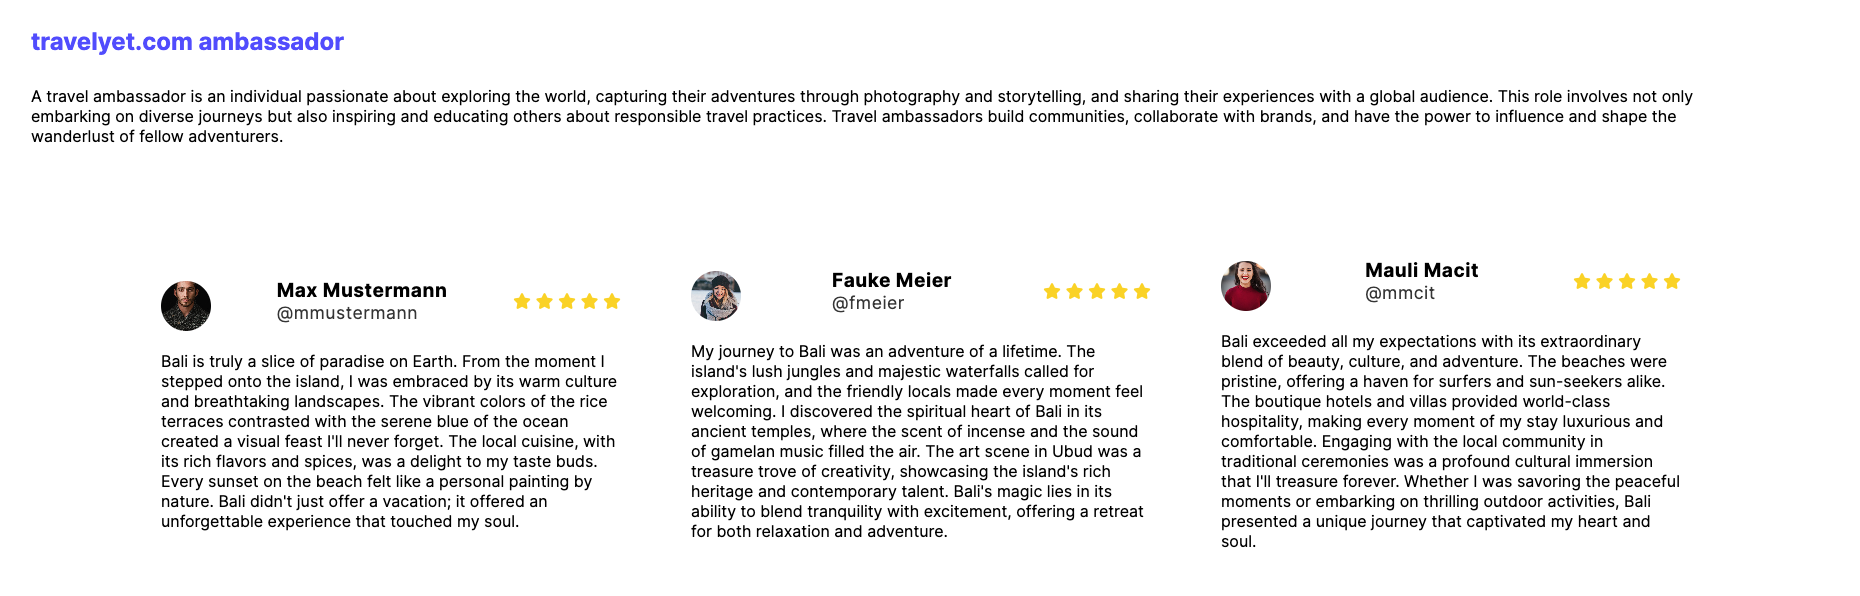 travelyet.com ambassador
A travel ambassador is an individual passionate about exploring the world, capturing their adventures through photography and storytelling, and sharing their experiences with a global audience. This role involves not only
embarking on diverse journeys but also inspiring and educating others about responsible travel practices. Travel ambassadors build communities, collaborate with brands, and have the power to influence and shape the
wanderlust of fellow adventurers.
Max Mustermann
@mmustermann
Bali is truly a slice of paradise on Earth. From the moment I
stepped onto the island, I was embraced by its warm culture
and breathtaking landscapes. The vibrant colors of the rice
terraces contrasted with the serene blue of the ocean
created a visual feast I'll never forget. The local cuisine, with
its rich flavors and spices, was a delight to my taste buds.
Every sunset on the beach felt like a personal painting by
nature. Bali didn't just offer a vacation; it offered an
unforgettable experience that touched my soul.
Fauke Meier
@fmeier
My journey to Bali was an adventure of a lifetime. The
island's lush jungles and majestic waterfalls called for
exploration, and the friendly locals made every moment feel
welcoming. I discovered the spiritual heart of Bali in its
ancient temples, where the scent of incense and the sound
of gamelan music filled the air. The art scene in Ubud was a
treasure trove of creativity, showcasing the island's rich
heritage and contemporary talent. Bali's magic lies in its
ability to blend tranquility with excitement, offering a retreat
for both relaxation and adventure.
Mauli Macit
@mmcit
Bali exceeded all my expectations with its extraordinary
blend of beauty, culture, and adventure. The beaches were
pristine, offering a haven for surfers and sun-seekers alike.
The boutique hotels and villas provided world-class
hospitality, making every moment of my stay luxurious and
comfortable. Engaging with the local community in
traditional ceremonies was a profound cultural immersion
that I'll treasure forever. Whether I was savoring the peaceful
moments or embarking on thrilling outdoor activities, Bali
presented a unique journey that captivated my heart and
soul.